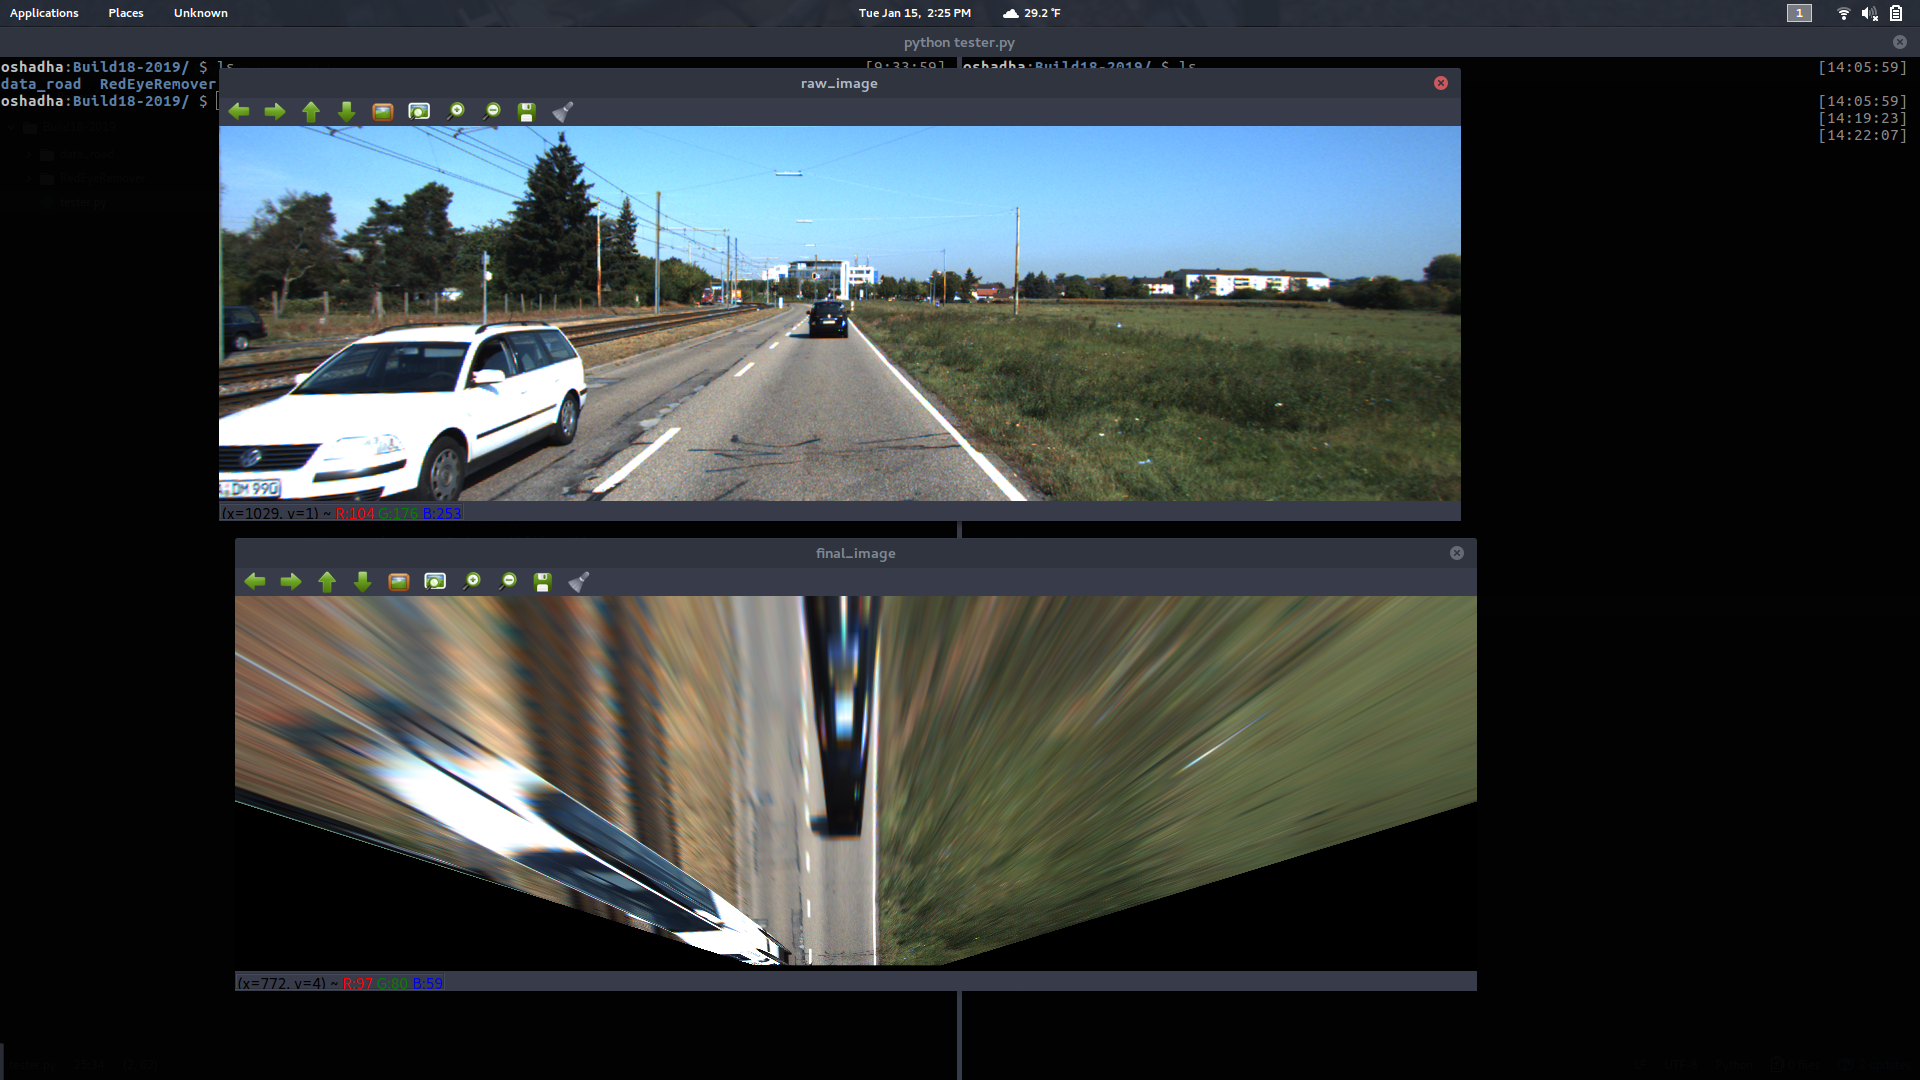 Applications Places Unknown
Tue Jan 15, 2:25 PM 29.2 °F
1
python tester.py
oshadha:Build18-2019/ $ ls [9:33:59]
data_road RedEyeRemover
oshadha:Build18-2019/ $
oshadha:Build18-2019/ $ ls [14:05:59]
[14:05:59]
[14:19:23]
[14:22:07]
raw_image
DM 990
(x=1029, y=1) ~ R:104 G:176 B:253
final_image
(x=772, y=4) ~ R:97 G:80 B:59